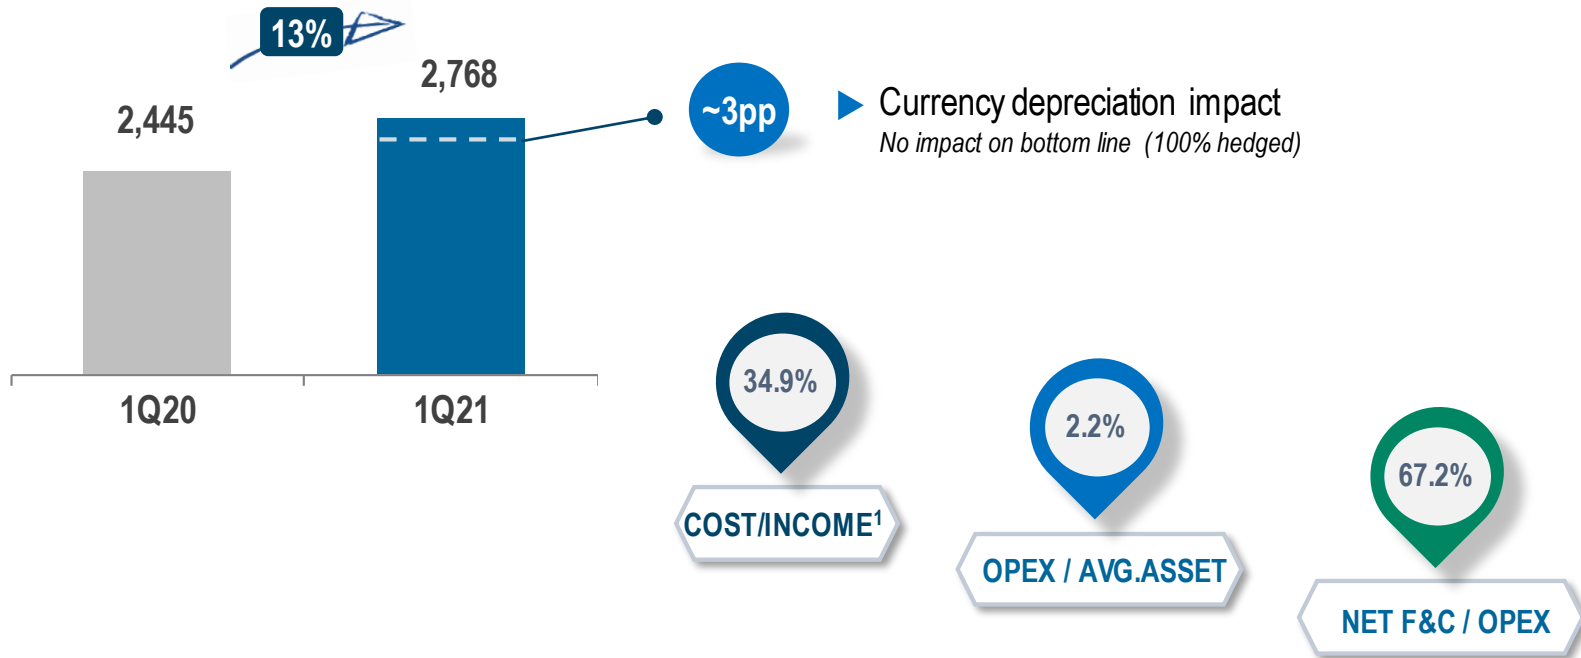 13%
2,445
2,768
1Q20
1Q21
~3pp
Currency depreciation impact
No impact on bottom line (100% hedged)
34.9%
COST/INCOME¹
2.2%
OPEX / AVG.ASSET
67.2%
NET F&C / OPEX